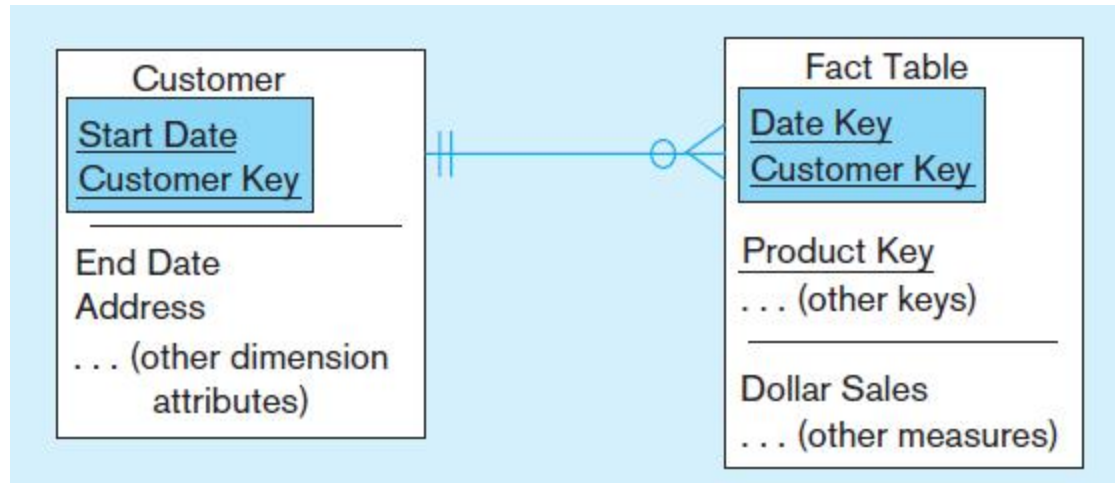 Customer
Start Date
Customer Key
End Date
Address
. . . (other dimension
attributes)
Fact Table
Date Key
Customer Key
Product Key
. . . (other keys)
Dollar Sales
. . . (other measures)